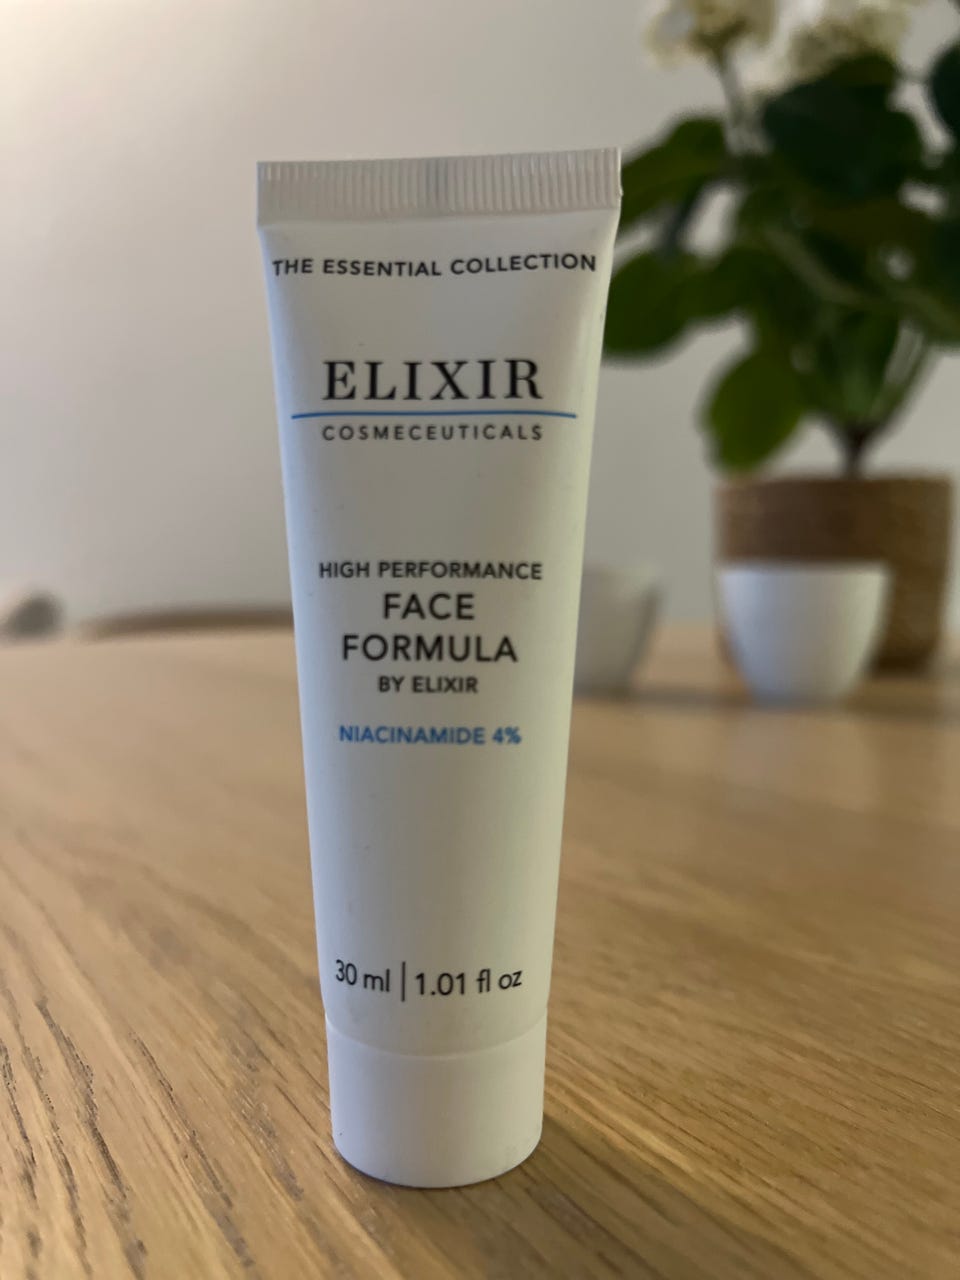 THE ESSENTIAL COLLECTION
ELIXIR
COSMECEUTICALS
HIGH PERFORMANCE
FACE
FORMULA
BY ELIXIR
NIACINAMIDE 4%
30 ml | 1.01 fl oz